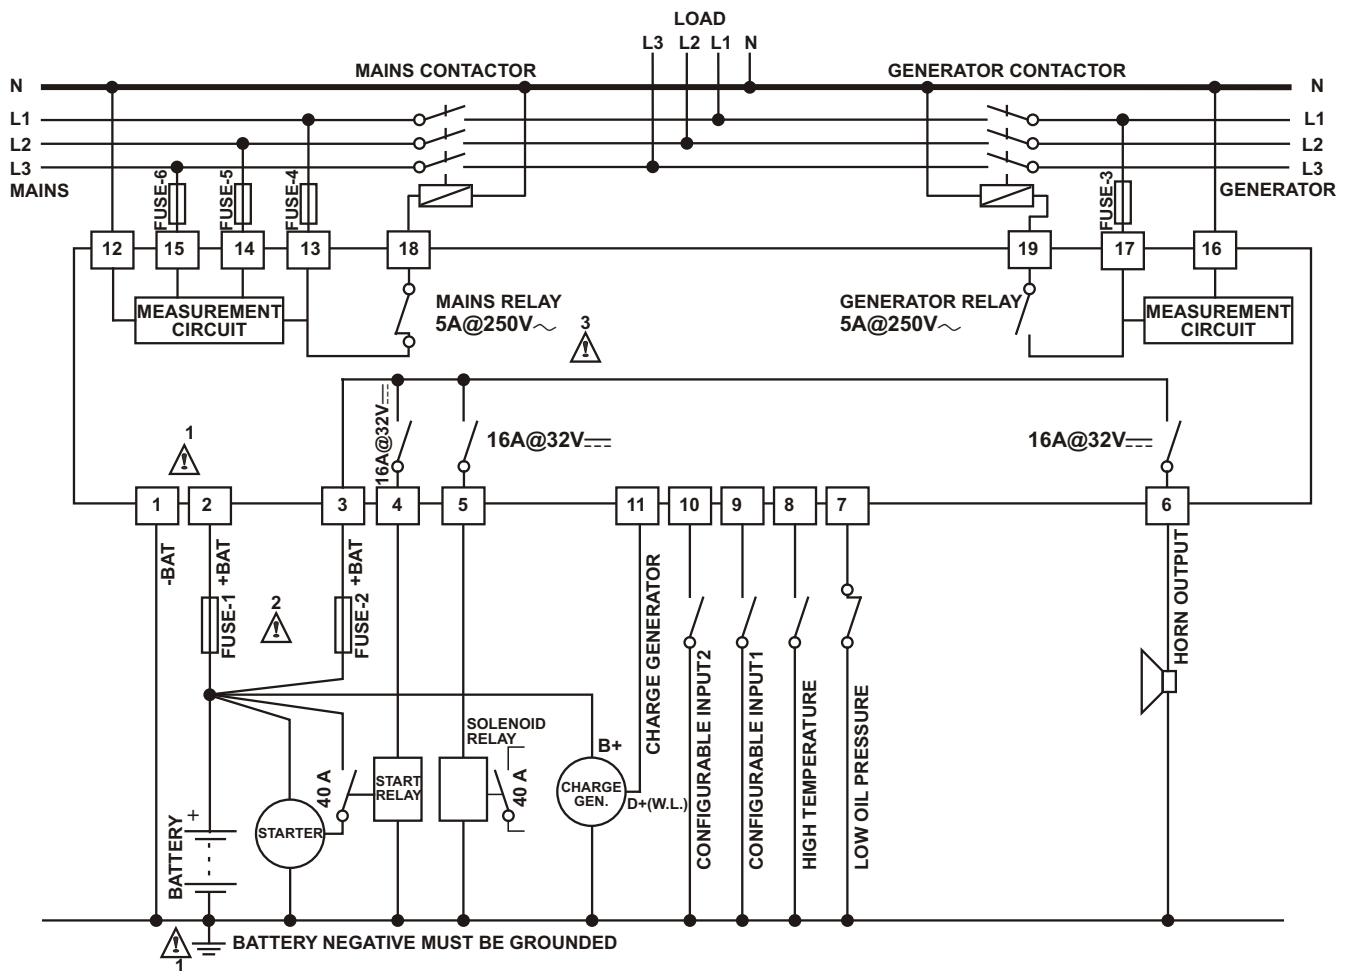 LOAD
L3 L2 L1 N
MAINS CONTACTOR
GENERATOR CONTACTOR
N
N
L1
L1
L2
L2
L3
L3
MAINS
GENERATOR
FUSE-6
FUSE-5
FUSE-4
FUSE-3
12
15
14
13
18
19
17
16
MEASUREMENT
CIRCUIT
MAINS RELAY
5A@250V
3
GENERATOR RELAY
5A@250V
MEASUREMENT
CIRCUIT
16A@32V
16A@32V
16A@32V
1
1
2
3
4
5
11
10
9
8
7
6
-BAT
+BAT
FUSE-1
2
+BAT
FUSE-2
CHARGE GENERATOR
CONFIGURABLE INPUT2
CONFIGURABLE INPUT1
HIGH TEMPERATURE
LOW OIL PRESSURE
HORN OUTPUT
SOLENOID
RELAY
B+
40 A
START
RELAY
40 A
CHARGE
GEN.
D+(W.L.)
STARTER
BATTERY
+
1
BATTERY NEGATIVE MUST BE GROUNDED